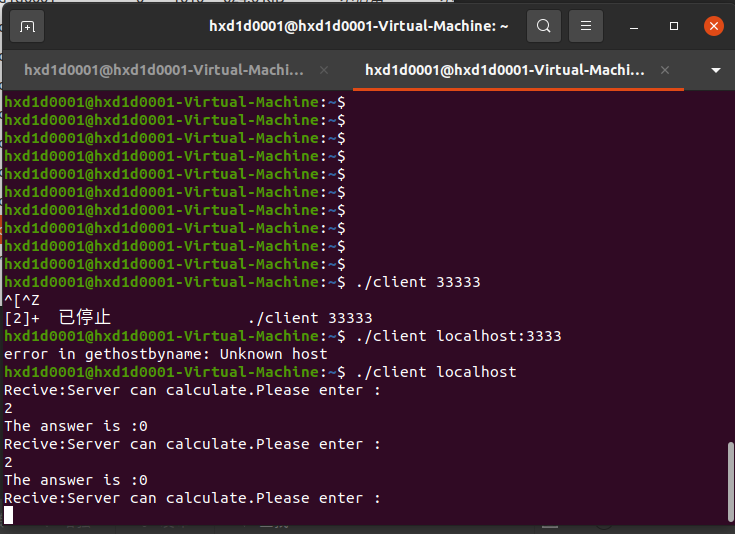 hxd1d0001@hxd1d0001-Virtual-Machine: ~
hxd1d0001@hxd1d0001-Virtual-Machi...
hxd1d0001@hxd1d0001-Virtual-Machi...
hxd1d0001@hxd1d0001-Virtual-Machine:~$
hxd1d0001@hxd1d0001-Virtual-Machine:~$
hxd1d0001@hxd1d0001-Virtual-Machine:~$
hxd1d0001@hxd1d0001-Virtual-Machine:~$
hxd1d0001@hxd1d0001-Virtual-Machine:~$
hxd1d0001@hxd1d0001-Virtual-Machine:~$
hxd1d0001@hxd1d0001-Virtual-Machine:~$
hxd1d0001@hxd1d0001-Virtual-Machine:~$
hxd1d0001@hxd1d0001-Virtual-Machine:~$
hxd1d0001@hxd1d0001-Virtual-Machine:~$
hxd1d0001@hxd1d0001-Virtual-Machine:~$ ./client 33333
^[^Z
[2]+  已停止               ./client 33333
hxd1d0001@hxd1d0001-Virtual-Machine:~$ ./client localhost:3333
error in gethostbyname: Unknown host
hxd1d0001@hxd1d0001-Virtual-Machine:~$ ./client localhost
Recive:Server can calculate.Please enter :
2
The answer is :0
Recive:Server can calculate.Please enter :
2
The answer is :0
Recive:Server can calculate.Please enter :